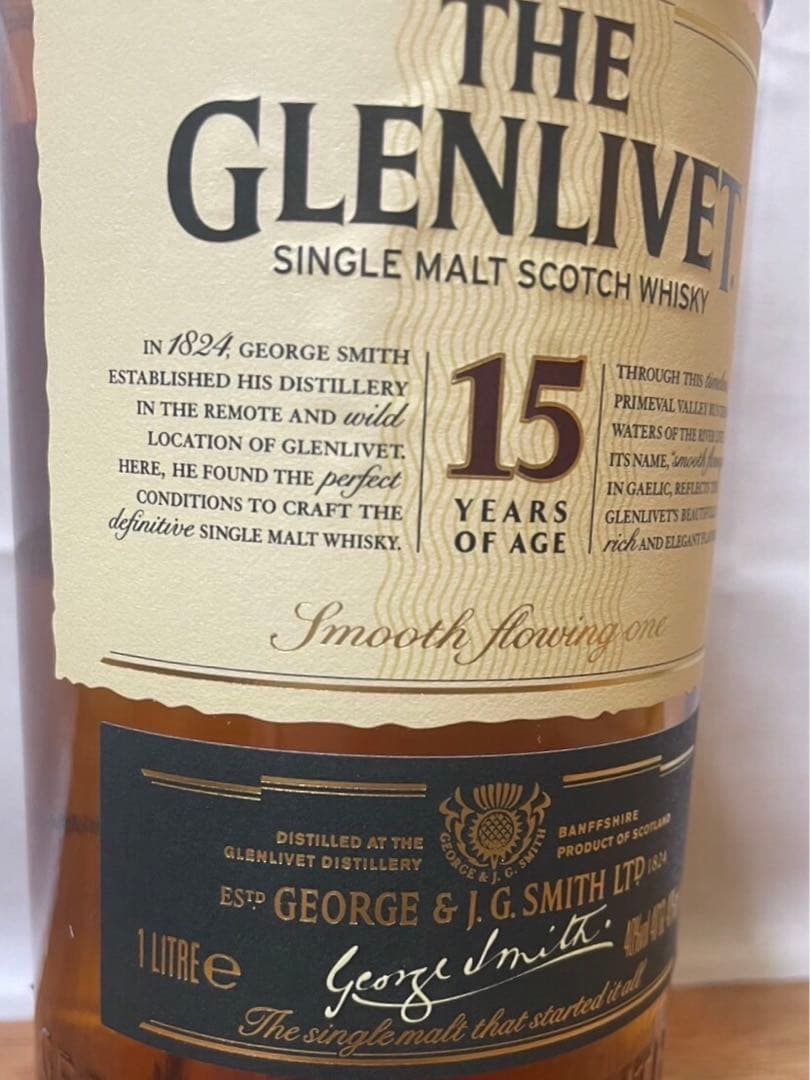 THE
GLENLIVET.
SINGLE MALT SCOTCH WHISKY
IN 1824, GEORGE SMITH
ESTABLISHED HIS DISTILLERY
IN THE REMOTE AND wild
LOCATION OF GLENLIVET.
HERE, HE FOUND THE perfect
CONDITIONS TO CRAFT THE
definitive SINGLE MALT WHISKY.
15
YEARS
OF AGE
THROUGH THIS
PRIMEVAL VALLEY
WATERS OF THE RIVER
ITS NAME, "smooth
IN GAELIC, REFLECTS
GLENLIVET'S
rich AND ELEGANT
Smooth flowing one
DISTILLED AT THE
GLENLIVET DISTILLERY
GEORGE & J. G. SMITH
BANFFSHIRE
PRODUCT OF SCOTLAND
ESTD GEORGE & J. G. SMITH LTD 1824
1 LITRE e
George Smith.
The single malt that started it all